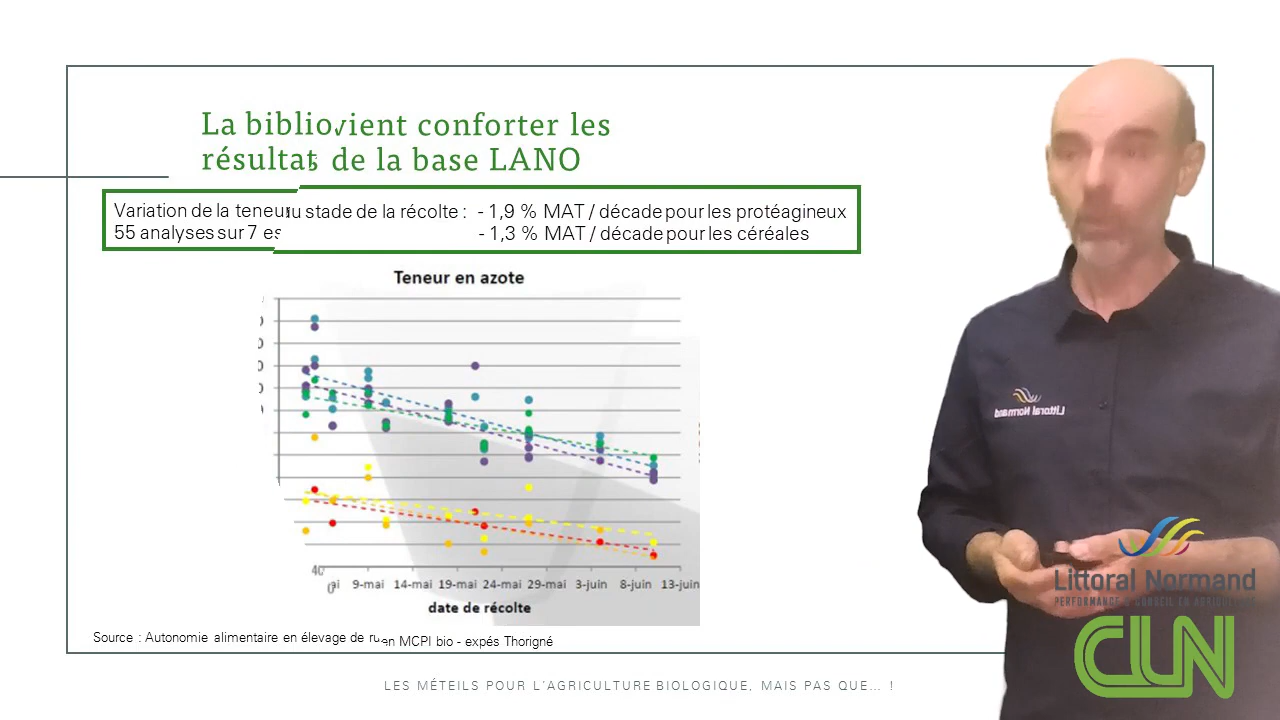 La biblio vient conforter les
résultats de la base LANO
Variation de la teneur au stade de la récolte : - 1,9 % MAT / décade pour les protéagineux
55 analyses sur 7 - 1,3 % MAT / décade pour les céréales
Teneur en azote
40
9-mai 14-mai 19-mai 24-mai 29-mai 3-juin 8-juin 13-juin
date de récolte
Source : Autonomie alimentaire en élevage de en MCPI bio - expés Thorigné
LES MÉTEILS POUR L'AGRICULTURE BIOLOGIQUE, MAIS PAS QUE... !
Littoral Normand
Littoral Normand
PERFORMANCE & CONSEIL EN AGRICULTURE
CLN